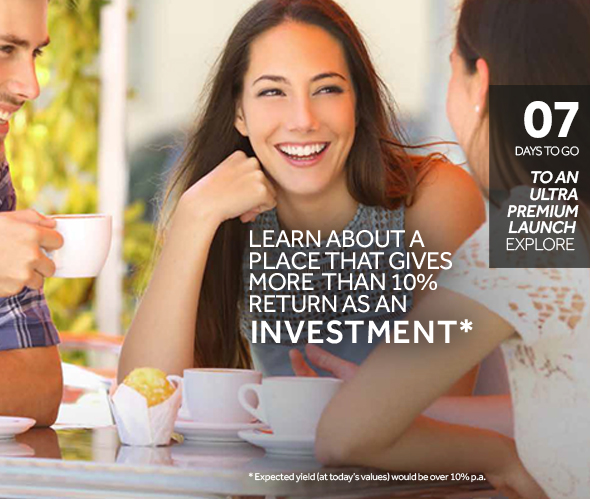 07
DAYS TO GO
TO AN
ULTRA
PREMIUM
LAUNCH
EXPLORE
LEARN ABOUT A
PLACE THAT GIVES
MORE THAN 10%
RETURN AS AN
INVESTMENT*
* Expected yield (at today's values) would be over 10% p.a.